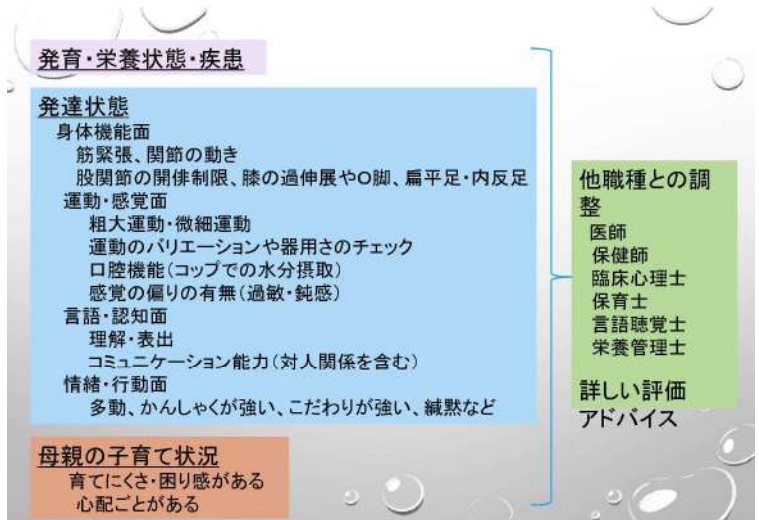 発育・栄養状態・疾患
発達状態
身体機能面
筋緊張、関節の動き
股関節の開俳制限、膝の過伸展やO脚、扁平足・内反足
運動・感覚面
粗大運動・微細運動
運動のバリエーションや器用さのチェック
口腔機能(コップでの水分摂取)
感覚の偏りの有無(過敏・鈍感)
言語・認知面
理解・表出
コミュニケーション能力(対人関係を含む)
情緒・行動面
多動、かんしゃくが強い、こだわりが強い、緘黙など
母親の子育て状況
育てにくさ・困り感がある
心配ごとがある
他職種との調
整
医師
保健師
臨床心理士
保育士
言語聴覚士
栄養管理士
詳しい評価
アドバイス